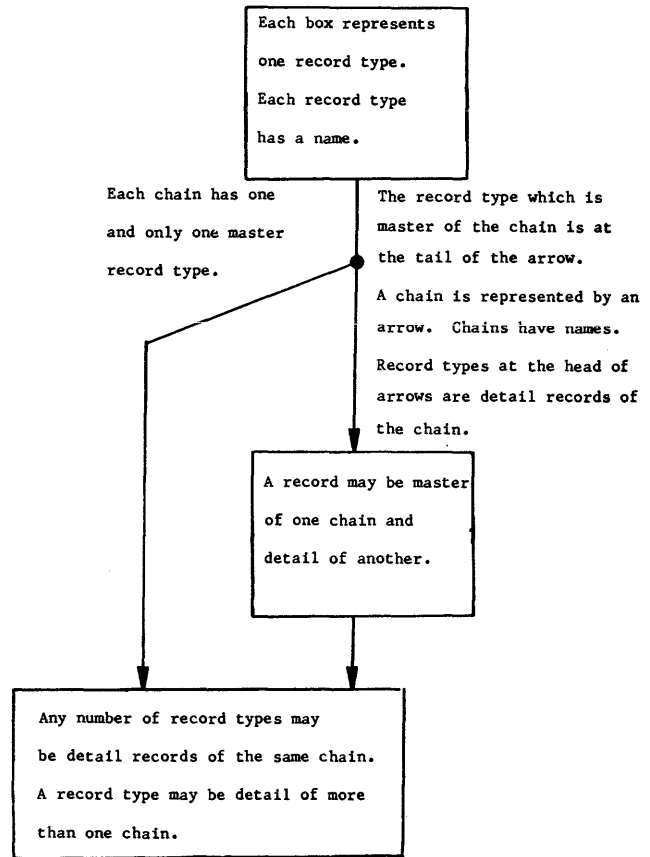 Each box represents
one record type.
Each record type
has a name.
Each chain has one
and only one master
record type.
The record type which is
master of the chain is at
the tail of the arrow.
A chain is represented by an
arrow. Chains have names.
Record types at the head of
arrows are detail records of
the chain.
A record may be master
of one chain and
detail of another.
Any number of record types may
be detail records of the same chain.
A record type may be detail of more
than one chain.